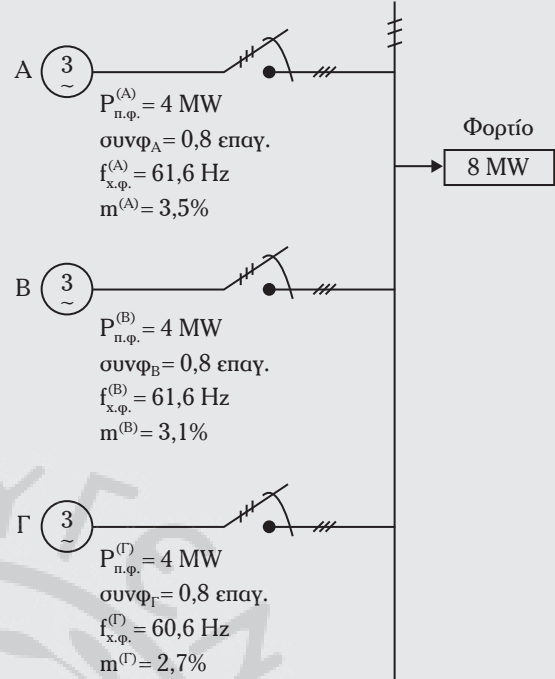 A 3 ~
P(A)π.φ. = 4 MW
συνφA = 0,8 επαγ.
f(A)χ.φ. = 61,6 Hz
m(A) = 3,5%
Φορτίο
8 MW
B 3 ~
P(B)π.φ. = 4 MW
συνφB = 0,8 επαγ.
f(B)χ.φ. = 61,6 Hz
m(B) = 3,1%
Γ 3 ~
P(Γ)π.φ. = 4 MW
συνφΓ = 0,8 επαγ.
f(Γ)χ.φ. = 60,6 Hz
m(Γ) = 2,7%